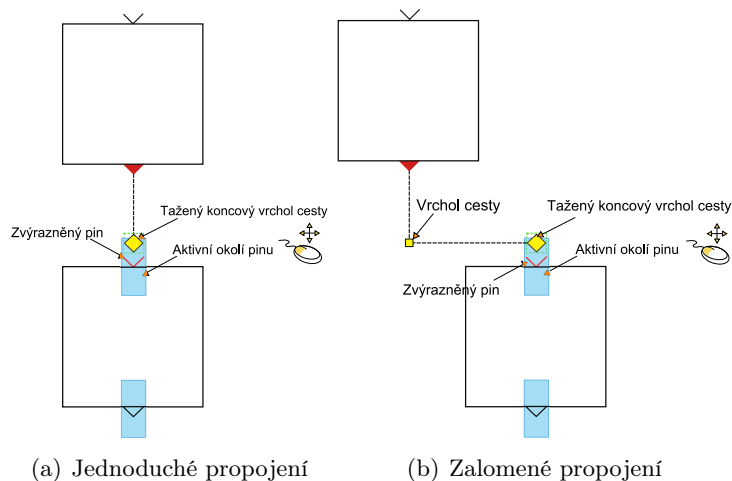 Tažený koncový vrchol cesty
Zvýrazněný pin
Aktivní okolí pinu
Vrchol cesty
Tažený koncový vrchol cesty
Aktivní okolí pinu
Zvýrazněný pin
(a) Jednoduché propojení
(b) Zalomené propojení